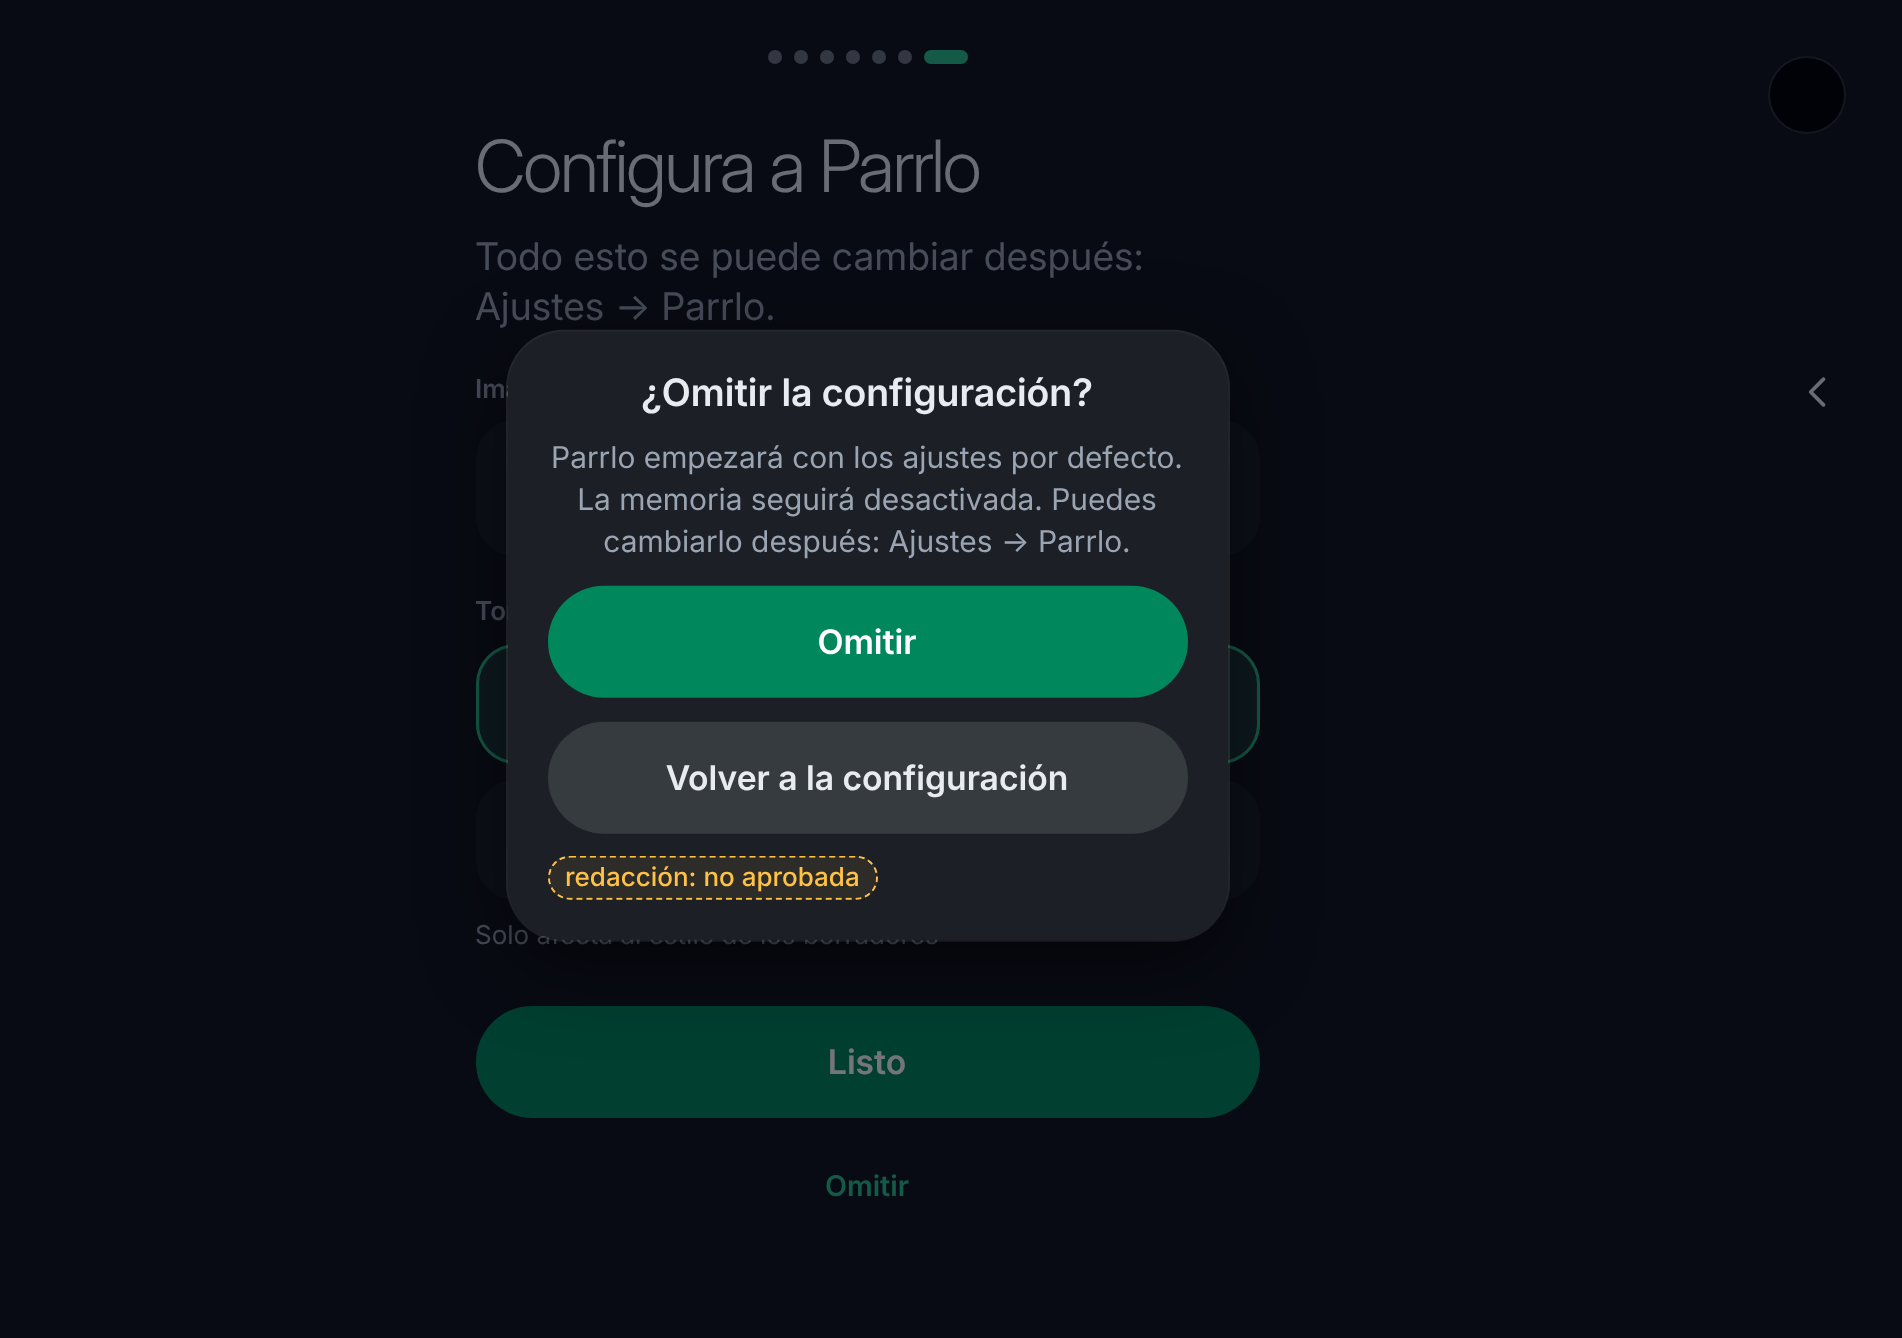 Configura a Parrlo
Todo esto se puede cambiar después:
Ajustes → Parrlo.
¿Omitir la configuración?
Parrlo empezará con los ajustes por defecto.
La memoria seguirá desactivada. Puedes
cambiarlo después: Ajustes → Parrlo.
Omitir
Volver a la configuración
redacción: no aprobada
Solo
Listo
Omitir